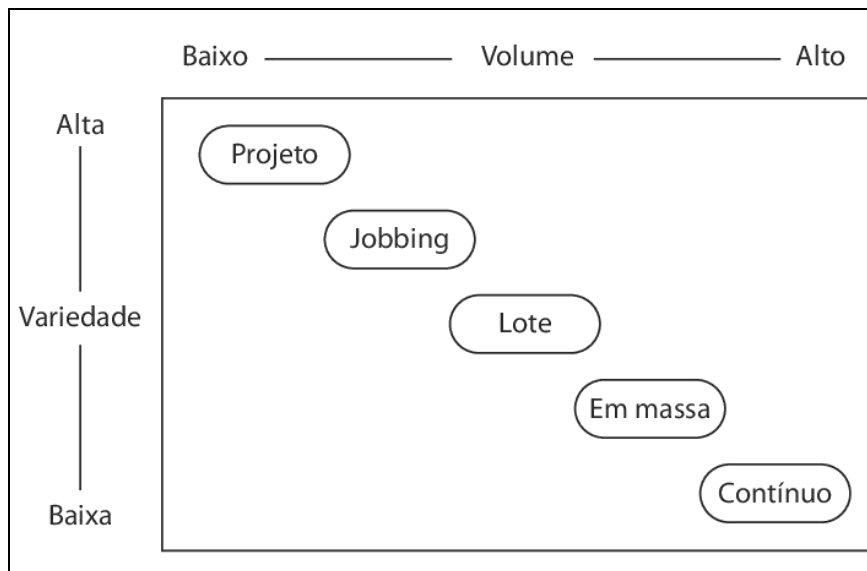 Baixo Volume Alto
Alta
Projeto
Jobbing
Variedade
Lote
Em massa
Contínuo
Baixa